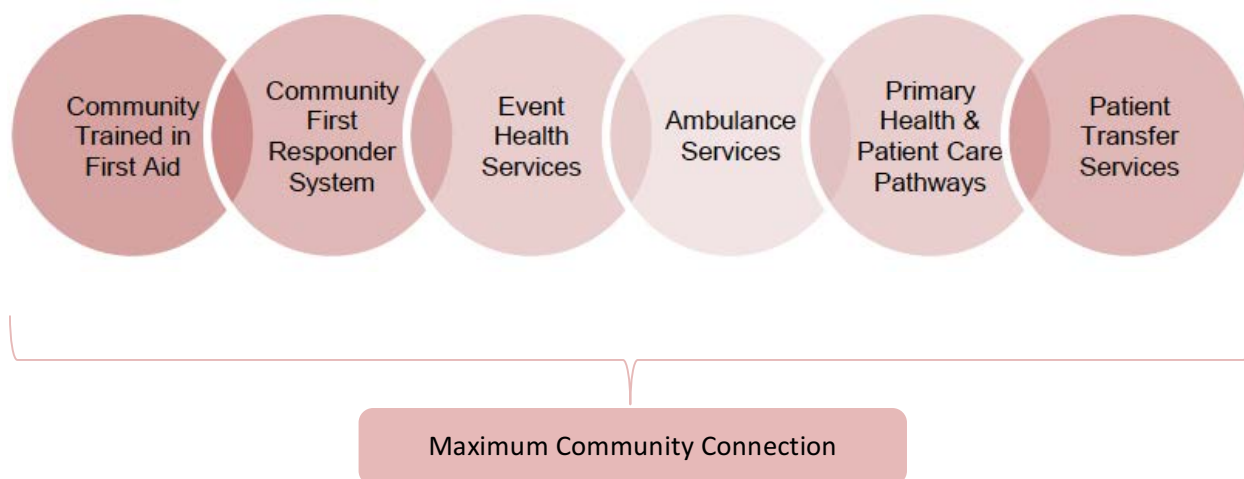 Community
Trained in
First Aid
Community
First
Responder
System
Event
Health
Services
Ambulance
Services
Primary
Health &
Patient Care
Pathways
Patient
Transfer
Services
Maximum Community Connection